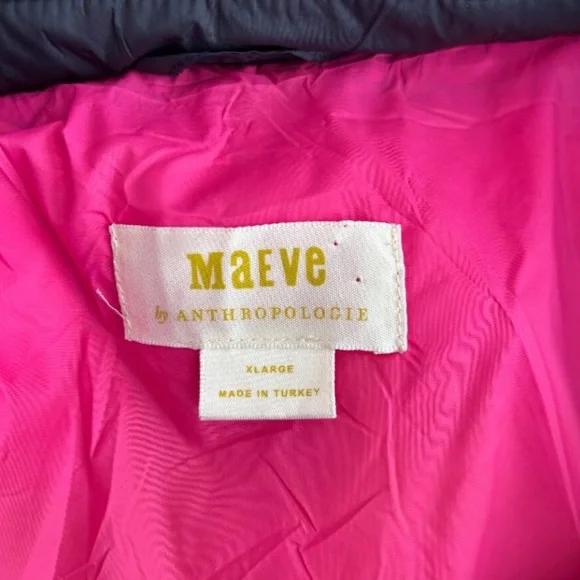 MaEve
by ANTHROPOLOGIE
XLARGE
MADE IN TURKEY